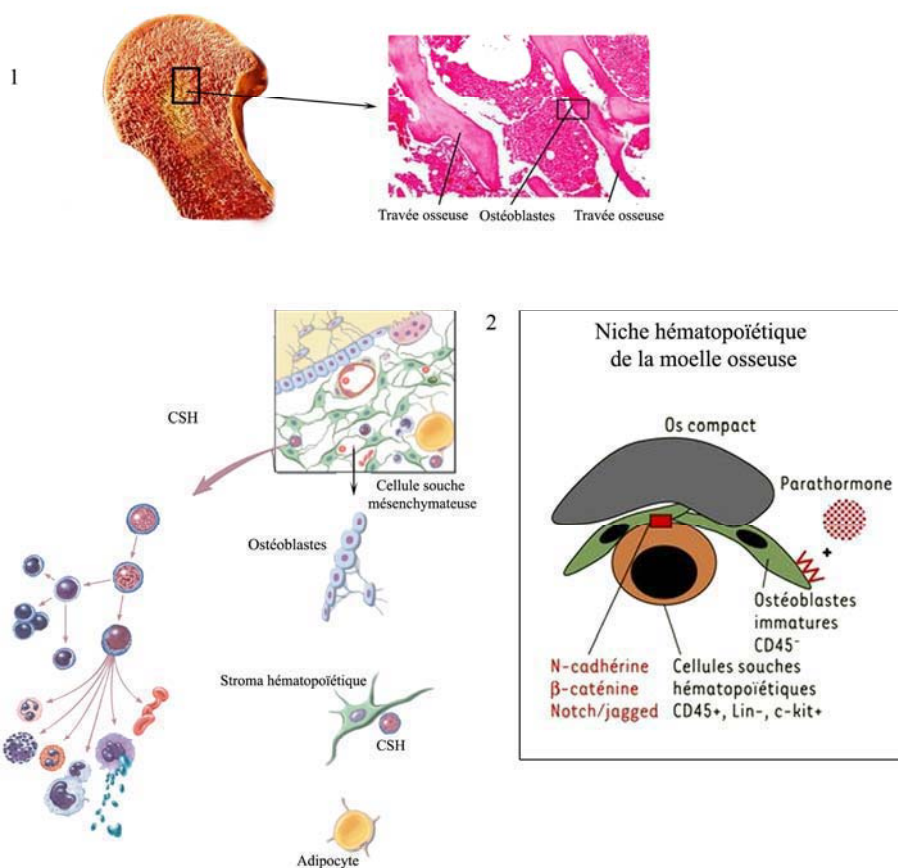 1
Travée osseuse
Ostéoblastes
Travée osseuse
CSH
Cellule souche
mésenchymateuse
Ostéoblastes
Stroma hématopoïétique
CSH
Adipocyte
2
Niche hématopoïétique
de la moelle osseuse
Os compact
Parathormone
+
Ostéoblastes
immatures
CD45⁻
N-cadhérine
β-caténine
Notch/jagged
Cellules souches
hématopoïétiques
CD45+, Lin-, c-kit+